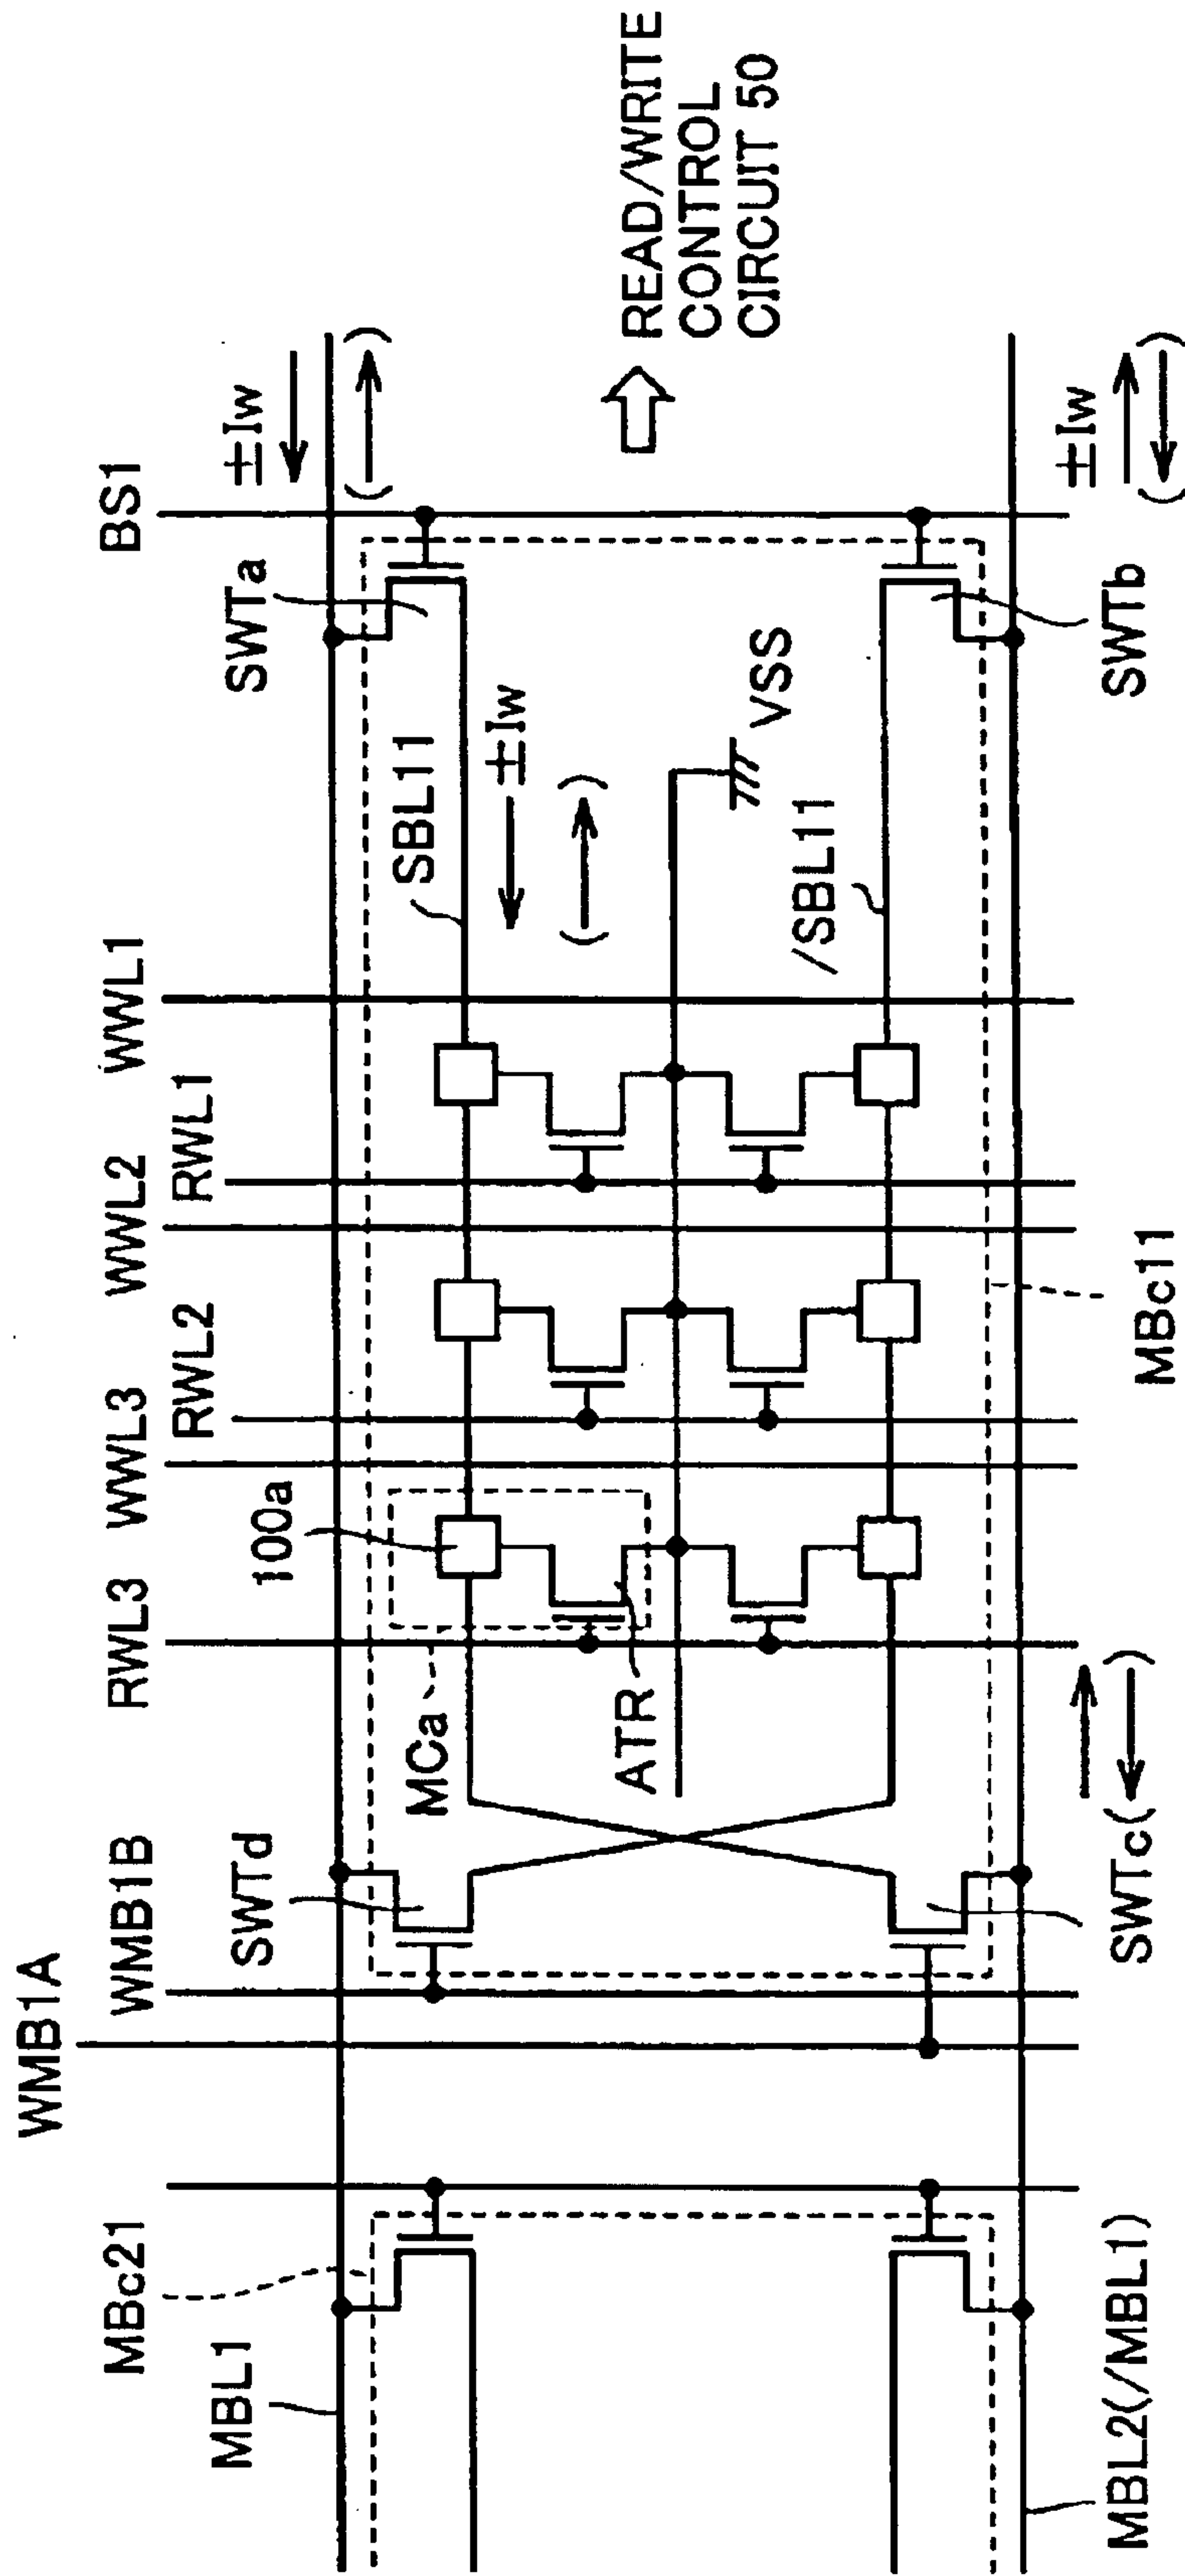 WMB1A
WMB1B
RWL3
WWL3
RWL2
WWL2
RWL1
WWL1
BS1
MBc21
MBL1
SWTd
MCa
100a
ATR
SBL11
±Iw
( )
SWTa
±Iw
( )
VSS
/SBL11
READ/WRITE
CONTROL
CIRCUIT 50
MBL2(/MBL1)
SWTc
( )
MBc11
SWTb
±Iw
( )